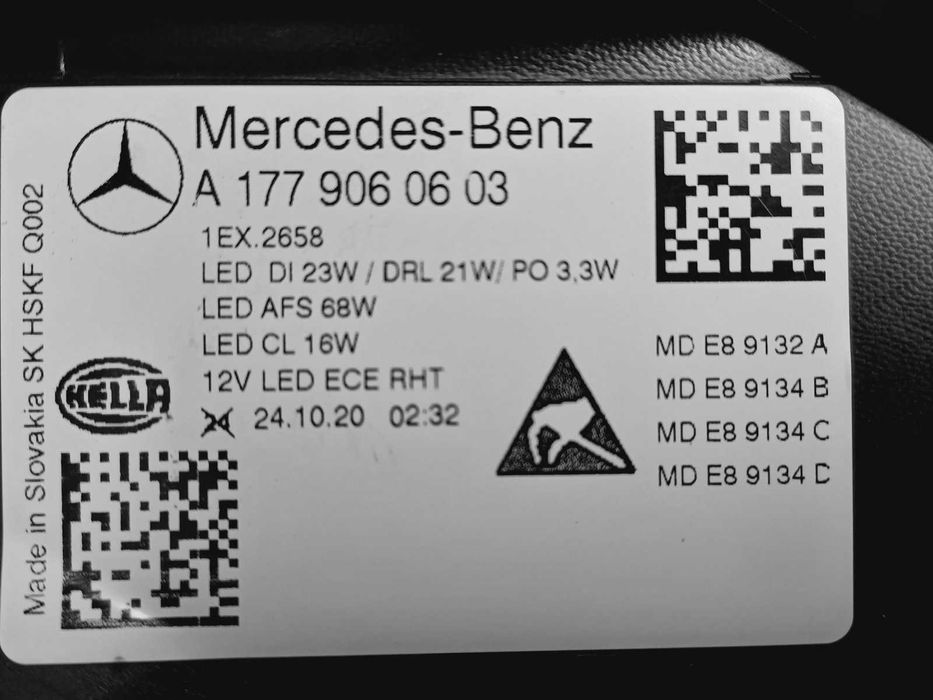 Mercedes-Benz
A 177 906 06 03
1EX.2658
LED DI 23W / DRL 21W/ PO 3,3W
LED AFS 68W
LED CL 16W
12V LED ECE RHT
24.10.20 02:32
HELLA
Made in Slovakia SK HSKF Q002
MD E8 9132 A
MD E8 9134 B
MD E8 9134 C
MD E8 9134 D